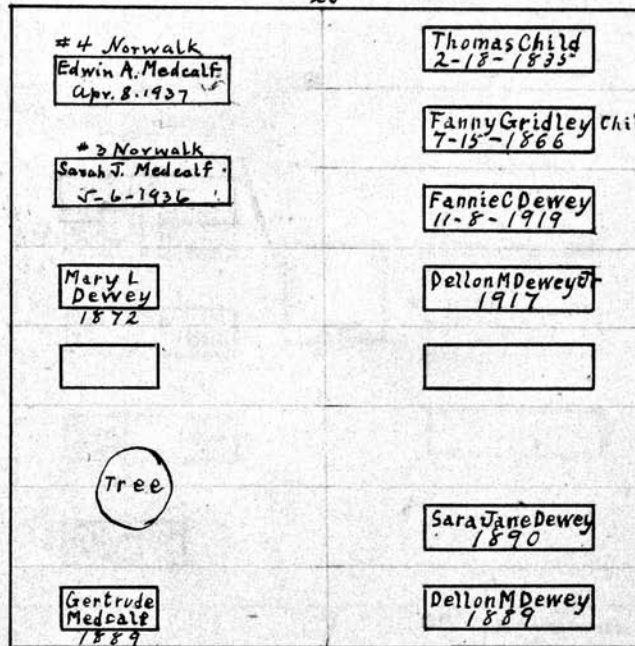 # 4 Norwalk
Edwin A. Medcalf
Apr. 8. 1937
# 3 Norwalk
Sarah J. Medcalf
5-6-1936
Mary L
Dewey
1872
Tree
Gertrude
Medcalf
1889
Thomas Child
2-18-1835
Fanny Gridley Chil
7-15-1866
Fannie C Dewey
11-8-1919
Dellon M Dewey Jr
1917
Sara Jane Dewey
1890
Dellon M Dewey
1889